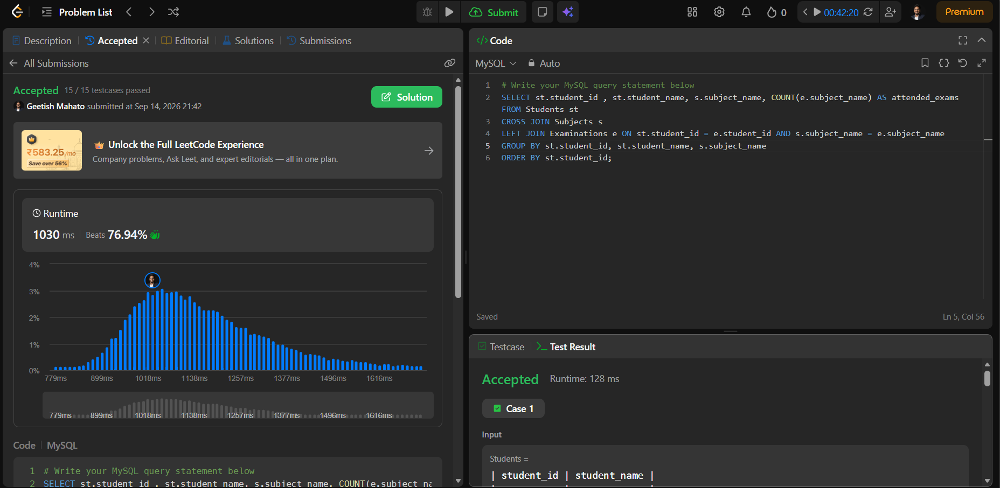 Problem List
Submit
0
00:42:20
Premium
Description
Accepted
Editorial
Solutions
Submissions
All Submissions
Accepted 15 / 15 testcases passed
Geetish Mahato submitted at Sep 14, 2026 21:42
Solution
₹583.25/mo
Save over 56%
Unlock the Full LeetCode Experience
Company problems, Ask Leet, and expert editorials — all in one plan.
Runtime
1030 ms Beats 76.94%
4%
3%
2%
1%
0%
779ms 899ms 1018ms 1138ms 1257ms 1377ms 1496ms 1616ms
779ms 899ms 1018ms 1138ms 1257ms 1377ms 1496ms 1616ms
Code MySQL
1 # Write your MySQL query statement below
2 SELECT st.student_id , st.student_name, s.subject_name, COUNT(e.subject_na
</> Code
MySQL Auto
1 # Write your MySQL query statement below
2 SELECT st.student_id , st.student_name, s.subject_name, COUNT(e.subject_name) AS attended_exams
FROM Students st
3 CROSS JOIN Subjects s
4 LEFT JOIN Examinations e ON st.student_id = e.student_id AND s.subject_name = e.subject_name
5 GROUP BY st.student_id, st.student_name, s.subject_name
6 ORDER BY st.student_id;
Saved
Ln 5, Col 56
Testcase
Test Result
Accepted Runtime: 128 ms
Case 1
Input
Students =
| student_id | student_name |